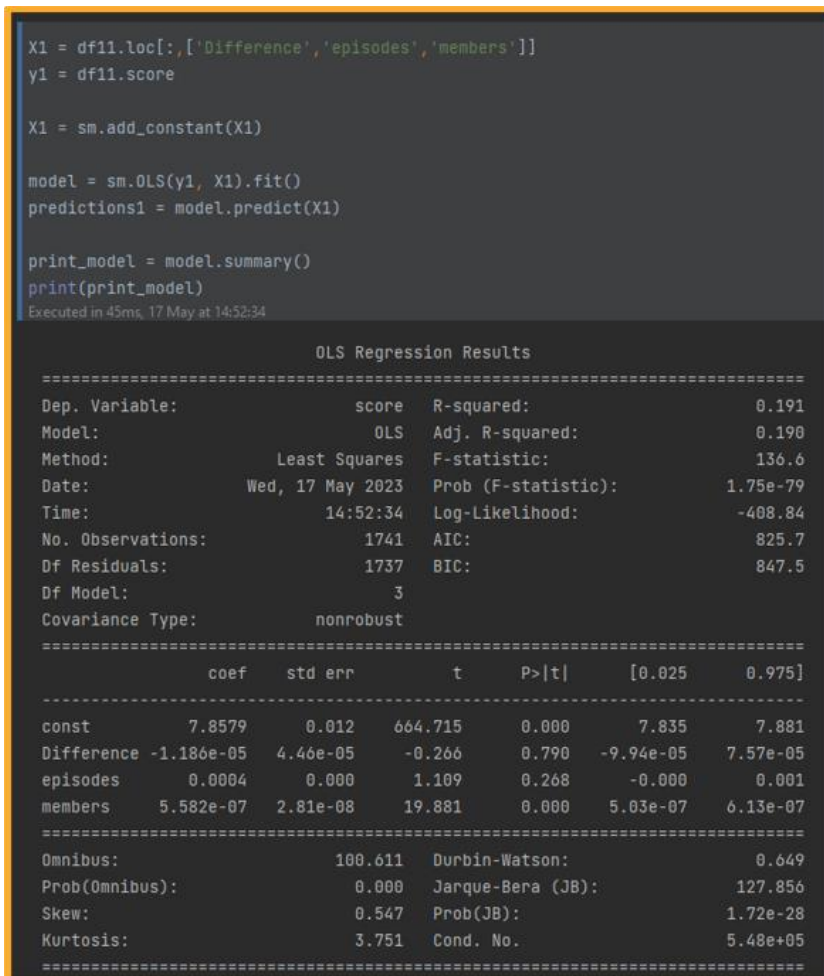 X1 = df11.loc[:,['Difference','episodes','members']]
y1 = df11.score
X1 = sm.add_constant(X1)
model = sm.OLS(y1, X1).fit()
predictions1 = model.predict(X1)
print_model = model.summary()
print(print_model)
Executed in 45ms, 17 May at 14:52:34
OLS Regression Results
==============================================================================
Dep. Variable: score R-squared: 0.191
Model: OLS Adj. R-squared: 0.190
Method: Least Squares F-statistic: 136.6
Date: Wed, 17 May 2023 Prob (F-statistic): 1.75e-79
Time: 14:52:34 Log-Likelihood: -408.84
No. Observations: 1741 AIC: 825.7
Df Residuals: 1737 BIC: 847.5
Df Model: 3
Covariance Type: nonrobust
==============================================================================
coef std err t P>|t| [0.025 0.975]
------------------------------------------------------------------------------
const 7.8579 0.012 664.715 0.000 7.835 7.881
Difference -1.186e-05 4.46e-05 -0.266 0.790 -9.94e-05 7.57e-05
episodes 0.0004 0.000 1.109 0.268 -0.000 0.001
members 5.582e-07 2.81e-08 19.881 0.000 5.03e-07 6.13e-07
==============================================================================
Omnibus: 100.611 Durbin-Watson: 0.649
Prob(Omnibus): 0.000 Jarque-Bera (JB): 127.856
Skew: 0.547 Prob(JB): 1.72e-28
Kurtosis: 3.751 Cond. No. 5.48e+05
==============================================================================